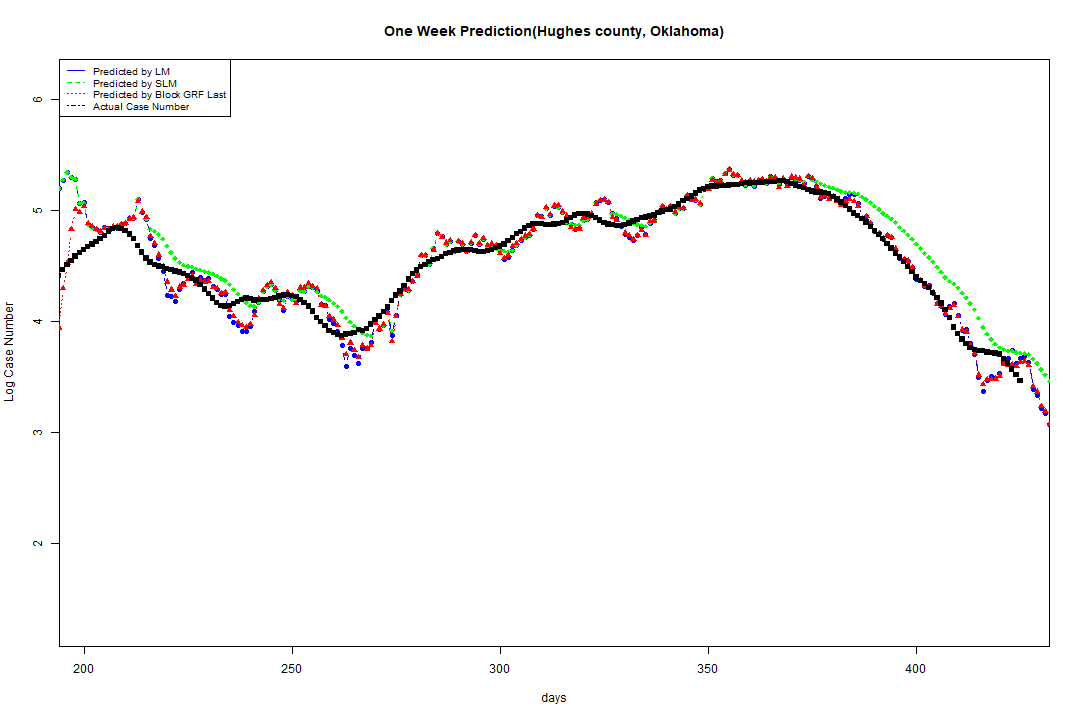 One Week Prediction(Hughes county, Oklahoma)
Predicted by LM
Predicted by SLM
Predicted by Block GRF Last
Actual Case Number
6
5
4
3
2
Log Case Number
200
250
300
350
400
days